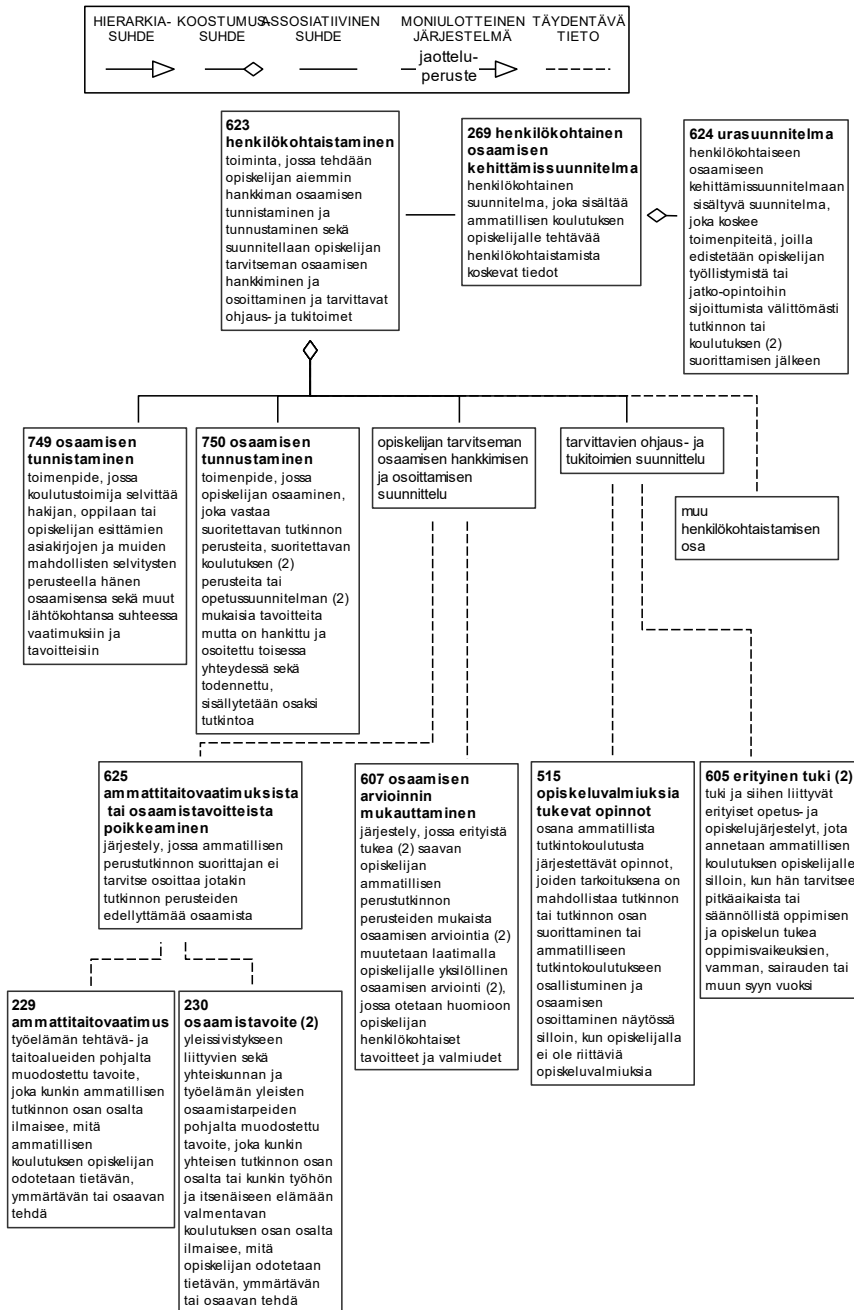 HIERARKIA-
SUHDE
KOOSTUMUS-
SUHDE
ASSOSIATIIVINEN
SUHDE
MONIULOTTEINEN
JÄRJESTELMÄ
jaottelu-
peruste
TÄYDENTÄVÄ
TIETO
623
henkilökohtaistaminen
toiminta, jossa tehdään
opiskelijan aiemmin
hankkiman osaamisen
tunnistaminen ja
tunnustaminen sekä
suunnitellaan opiskelijan
tarvitseman osaamisen
hankkiminen ja
osoittaminen ja tarvittavat
ohjaus- ja tukitoimet
269 henkilökohtainen
osaamisen
kehittämissuunnitelma
henkilökohtainen
suunnitelma, joka sisältää
ammatillisen koulutuksen
opiskelijalle tehtävää
henkilökohtaistamista
koskevat tiedot
624 urasuunnitelma
henkilökohtaiseen
osaamiseen
kehittämissuunnitelmaan
sisältyvä suunnitelma,
joka koskee
toimenpiteitä, joilla
edistetään opiskelijan
työllistymistä tai
jatko-opintoihin
sijoittumista välittömästi
tutkinnon tai
koulutuksen (2)
suorittamisen jälkeen
749 osaamisen
tunnistaminen
toimenpide, jossa
koulutustoimija selvittää
hakijan, oppilaan tai
opiskelijan esittämien
asiakirjojen ja muiden
mahdollisten selvitysten
perusteella hänen
osaamisensa sekä muut
lähtökohtansa suhteessa
vaatimuksiin ja
tavoitteisiin
750 osaamisen
tunnustaminen
toimenpide, jossa
opiskelijan osaaminen,
joka vastaa
suoritettavan tutkinnon
perusteita, suoritettavan
koulutuksen (2)
perusteita tai
opetussuunnitelman (2)
mukaisia tavoitteita
mutta on hankittu ja
osoitettu toisessa
yhteydessä sekä
todennettu,
sisällytetään osaksi
tutkintoa
opiskelijan tarvitseman
osaamisen hankkimisen
ja osoittamisen
suunnittelu
tarvittavien ohjaus- ja
tukitoimien suunnittelu
muu
henkilökohtaistamisen
osa
625
ammattitaitovaatimuksista
tai osaamistavoitteista
poikkeaminen
järjestely, jossa ammatillisen
perustutkinnon suorittajan ei
tarvitse osoittaa jotakin
tutkinnon perusteiden
edellyttämää osaamista
607 osaamisen
arvioinnin
mukauttaminen
järjestely, jossa erityistä
tukea (2) saavan
opiskelijan
ammatillisen
perustutkinnon
perusteiden mukaista
osaamisen arviointia (2)
muutetaan laatimalla
opiskelijalle yksilöllinen
osaamisen arviointi (2),
jossa otetaan huomioon
opiskelijan
henkilökohtaiset
tavoitteet ja valmiudet
515
opiskeluvalmiuksia
tukevat opinnot
osana ammatillista
tutkintokoulutusta
järjestettävät opinnot,
joiden tarkoituksena on
mahdollistaa tutkinnon
tai tutkinnon osan
suorittaminen tai
ammatilliseen
tutkintokoulutukseen
osallistuminen ja
osaamisen
osoittaminen näytössä
silloin, kun opiskelijalla
ei ole riittäviä
opiskeluvalmiuksia
605 erityinen tuki (2)
tuki ja siihen liittyvät
erityiset opetus- ja
opiskelujärjestelyt, jota
annetaan ammatillisen
koulutuksen opiskelijalle
silloin, kun hän tarvitsee
pitkäaikaista tai
säännöllistä oppimisen
ja opiskelun tukea
oppimisvaikeuksien,
vamman, sairauden tai
muun syyn vuoksi
229
ammattitaitovaatimus
työelämän tehtävä- ja
taitoalueiden pohjalta
muodostettu tavoite,
joka kunkin ammatillisen
tutkinnon osan osalta
ilmaisee, mitä
ammatillisen
koulutuksen opiskelijan
odotetaan tietävän,
ymmärtävän tai osaavan
tehdä
230
osaamistavoite (2)
yleissivistykseen
liittyvien sekä
yhteiskunnan ja
työelämän yleisten
osaamistarpeiden
pohjalta muodostettu
tavoite, joka kunkin
yhteisen tutkinnon osan
osalta tai kunkin työhön
ja itsenäiseen elämään
valmentavan
koulutuksen osan osalta
ilmaisee, mitä
opiskelijan odotetaan
tietävän, ymmärtävän
tai osaavan tehdä